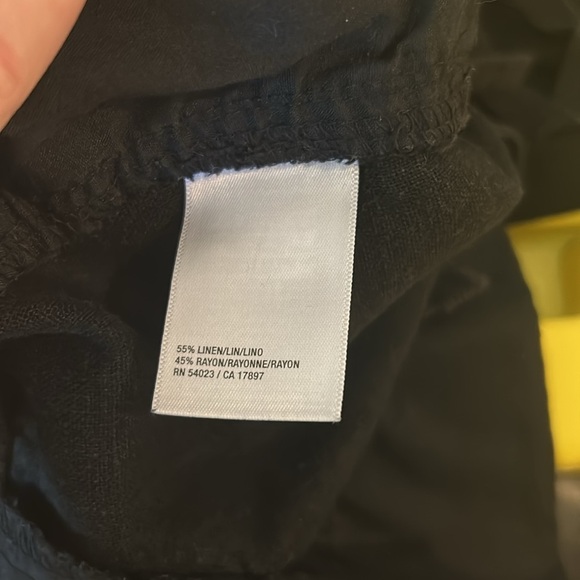 55% LINEN/LIN/LINO
45% RAYON/RAYONNE/RAYON
RN 54023 / CA 17897